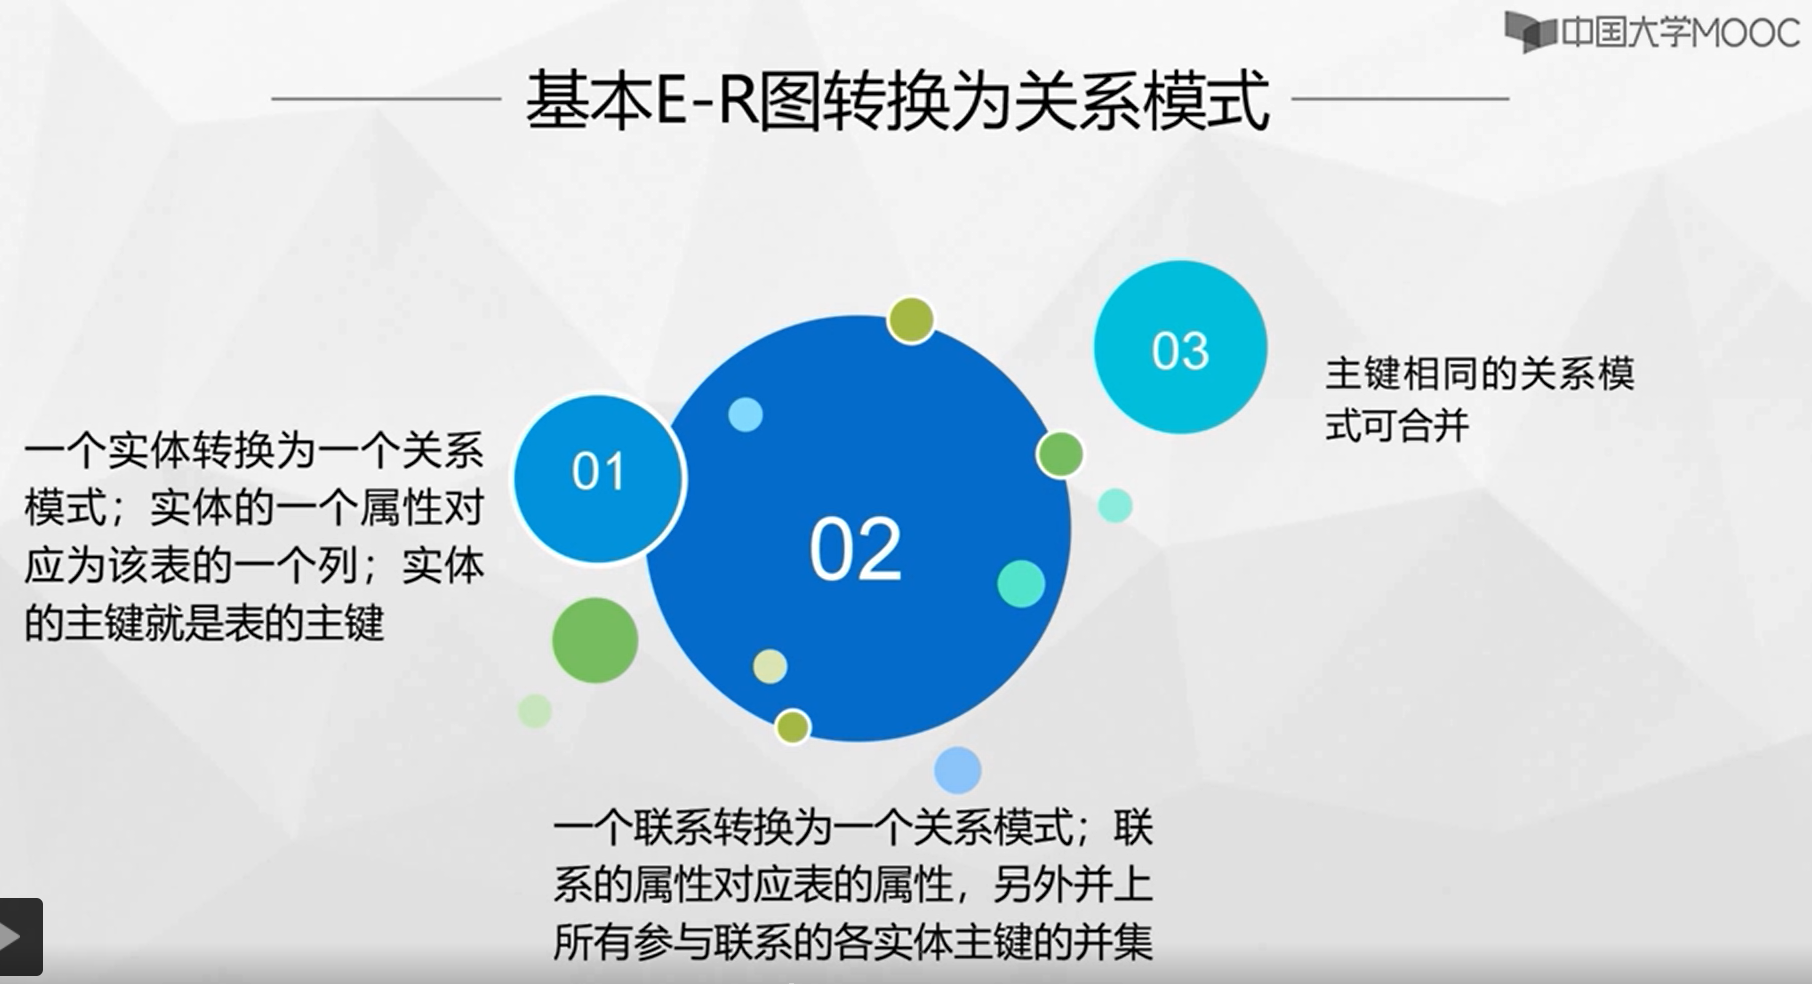 中国大学MOOC
基本E-R图转换为关系模式
01
一个实体转换为一个关系
模式；实体的一个属性对
应为该表的一个列；实体
的主键就是表的主键
02
一个联系转换为一个关系模式；联
系的属性对应表的属性，另外并上
所有参与联系的各实体主键的并集
03
主键相同的关系模
式可合并